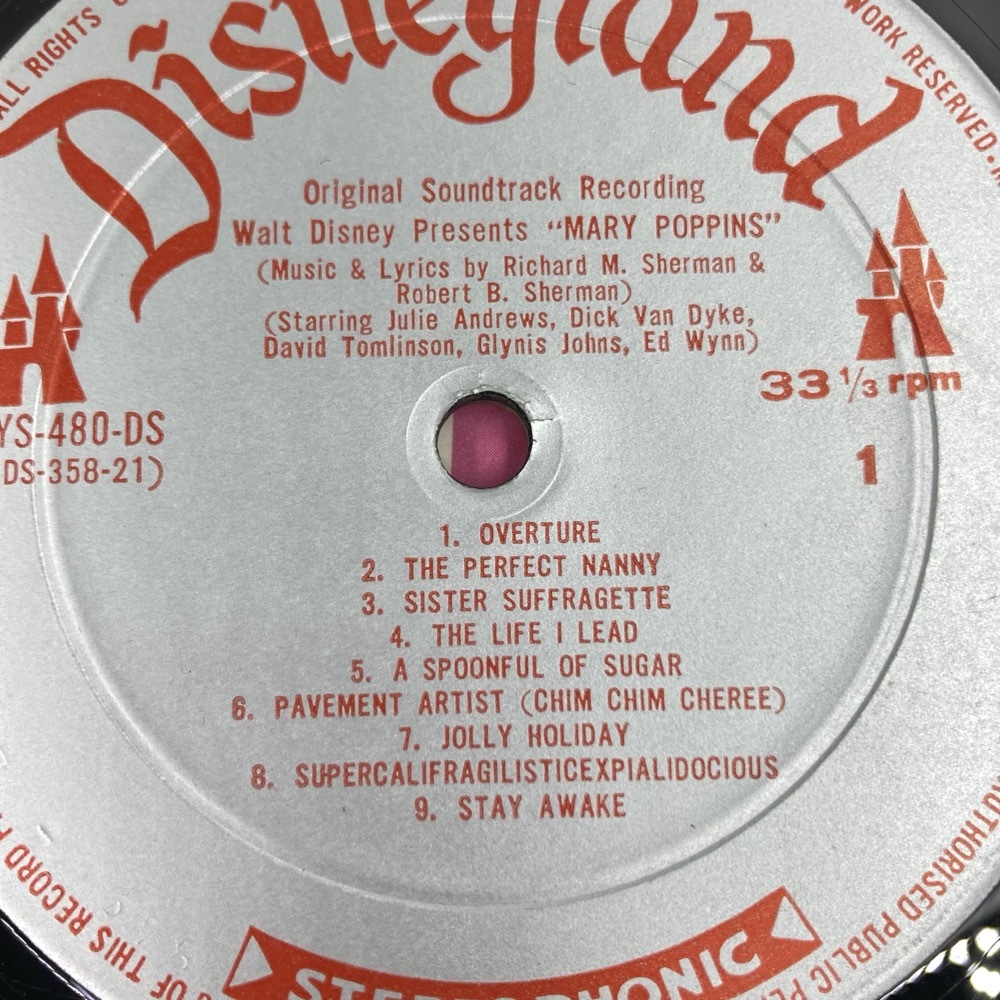 Disneyland
ALL RIGHTS
WORK RESERVED.
Original Soundtrack Recording
Walt Disney Presents “MARY POPPINS”
(Music & Lyrics by Richard M. Sherman &
Robert B. Sherman)
(Starring Julie Andrews, Dick Van Dyke,
David Tomlinson, Glynis Johns, Ed Wynn)
33 1/3 rpm
YS-480-DS
DS-358-21)
1
1. OVERTURE
2. THE PERFECT NANNY
3. SISTER SUFFRAGETTE
4. THE LIFE I LEAD
5. A SPOONFUL OF SUGAR
6. PAVEMENT ARTIST (CHIM CHIM CHEREE)
7. JOLLY HOLIDAY
8. SUPERCALIFRAGILISTICEXPIALIDOCIOUS
9. STAY AWAKE
STEREOPHONIC
AUTHORISED PUBLIC
OF THIS RECORD